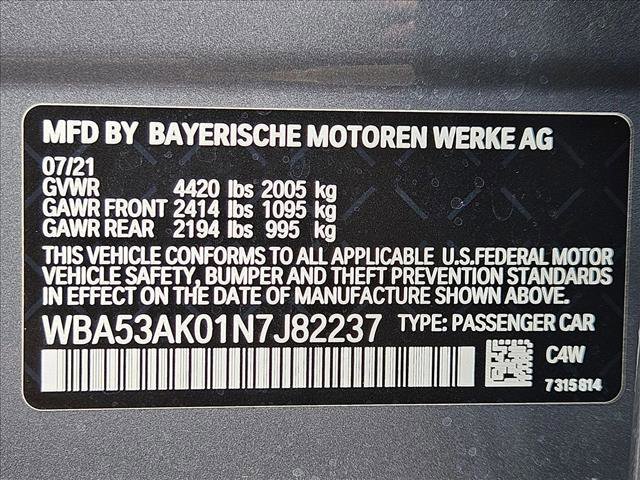 MFD BY BAYERISCHE MOTOREN WERKE AG
07/21
GVWR 4420 lbs 2005 kg
GAWR FRONT 2414 lbs 1095 kg
GAWR REAR 2194 lbs 995 kg
THIS VEHICLE CONFORMS TO ALL APPLICABLE U.S.FEDERAL MOTOR
VEHICLE SAFETY, BUMPER AND THEFT PREVENTION STANDARDS
IN EFFECT ON THE DATE OF MANUFACTURE SHOWN ABOVE.
WBA53AK01N7J82237 TYPE: PASSENGER CAR
C4W
7315814